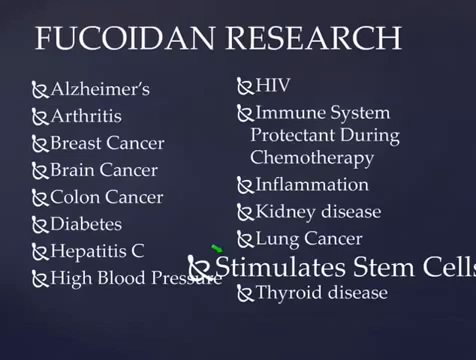 FUCOIDAN RESEARCH
Alzheimer's
Arthritis
Breast Cancer
Brain Cancer
Colon Cancer
Diabetes
Hepatitis C
High Blood Pressure
HIV
Immune System
Protectant During
Chemotherapy
Inflammation
Kidney disease
Lung Cancer
Stimulates Stem Cells
Thyroid disease